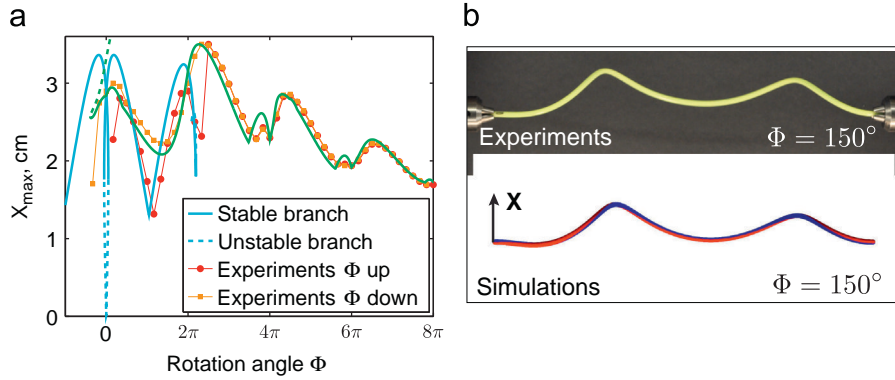 a
b
X_max, cm
3
2
1
0
Stable branch
Unstable branch
Experiments Φ up
Experiments Φ down
0
2π
4π
6π
8π
Rotation angle Φ
Experiments
Φ = 150°
X
Simulations
Φ = 150°